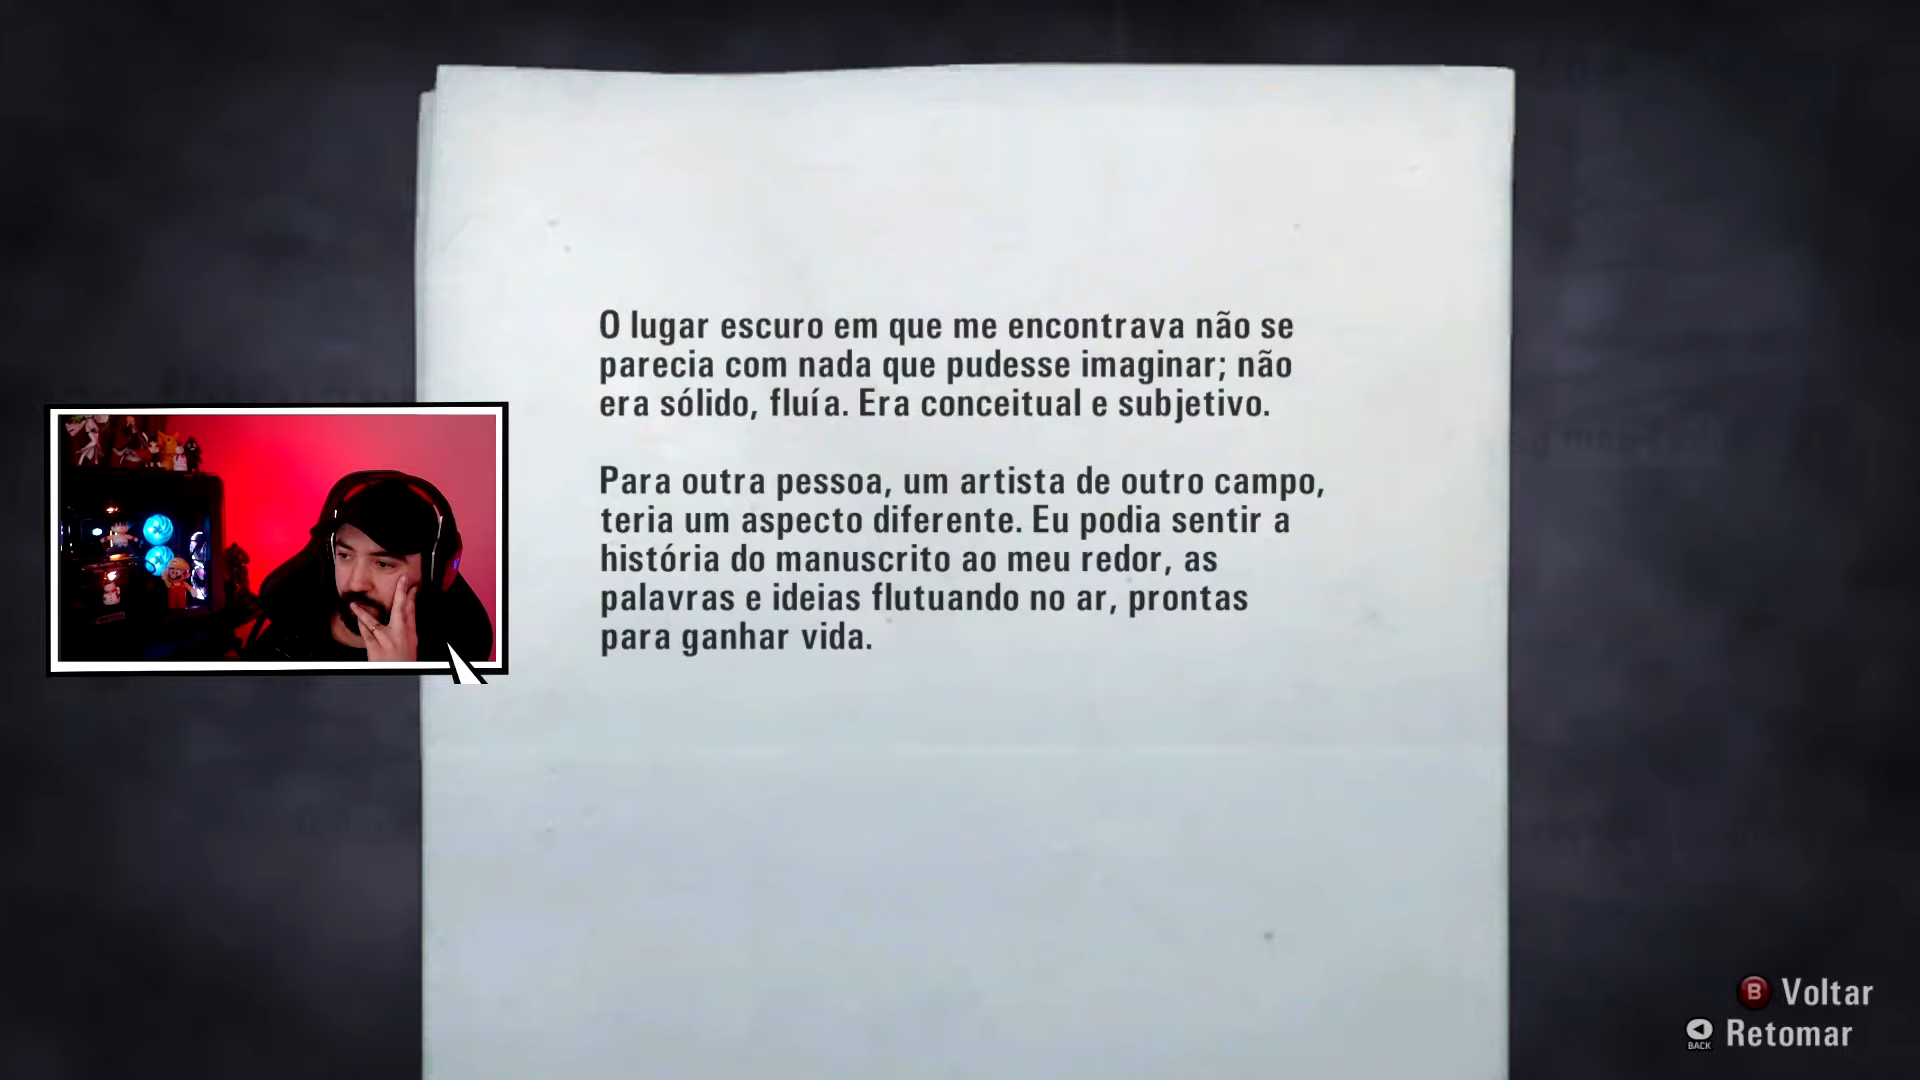 O lugar escuro em que me encontrava não se
parecia com nada que pudesse imaginar; não
era sólido, fluía. Era conceitual e subjetivo.
Para outra pessoa, um artista de outro campo,
teria um aspecto diferente. Eu podia sentir a
história do manuscrito ao meu redor, as
palavras e ideias flutuando no ar, prontas
para ganhar vida.
B Voltar
BACK Retomar